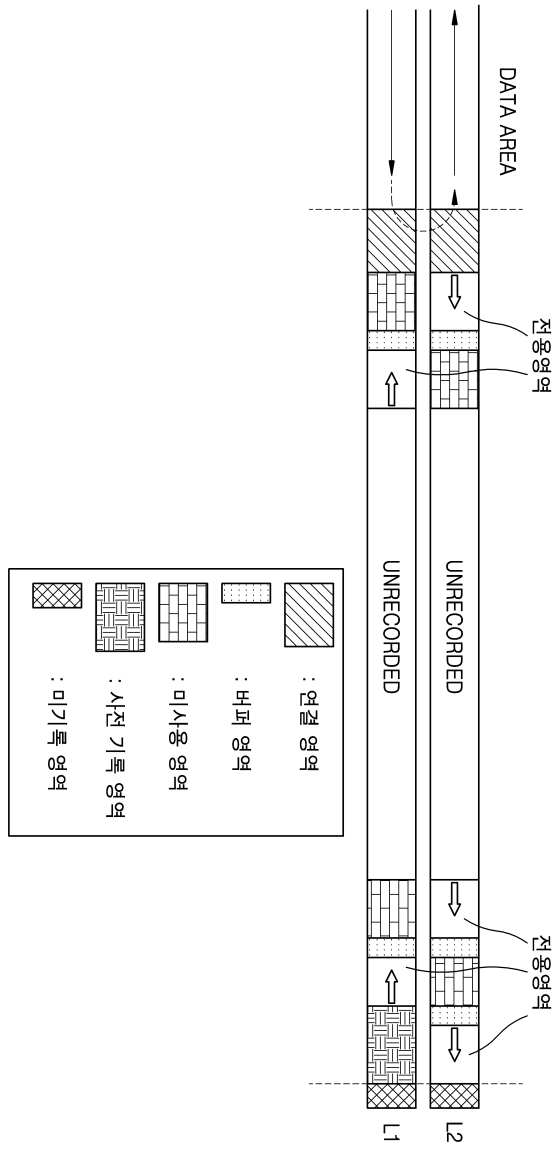 DATA AREA
전용영역
전용영역
UNRECORDED
UNRECORDED
L2
L1
: 연결 영역
: 버퍼 영역
: 미사용 영역
: 사전 기록 영역
: 미기록 영역